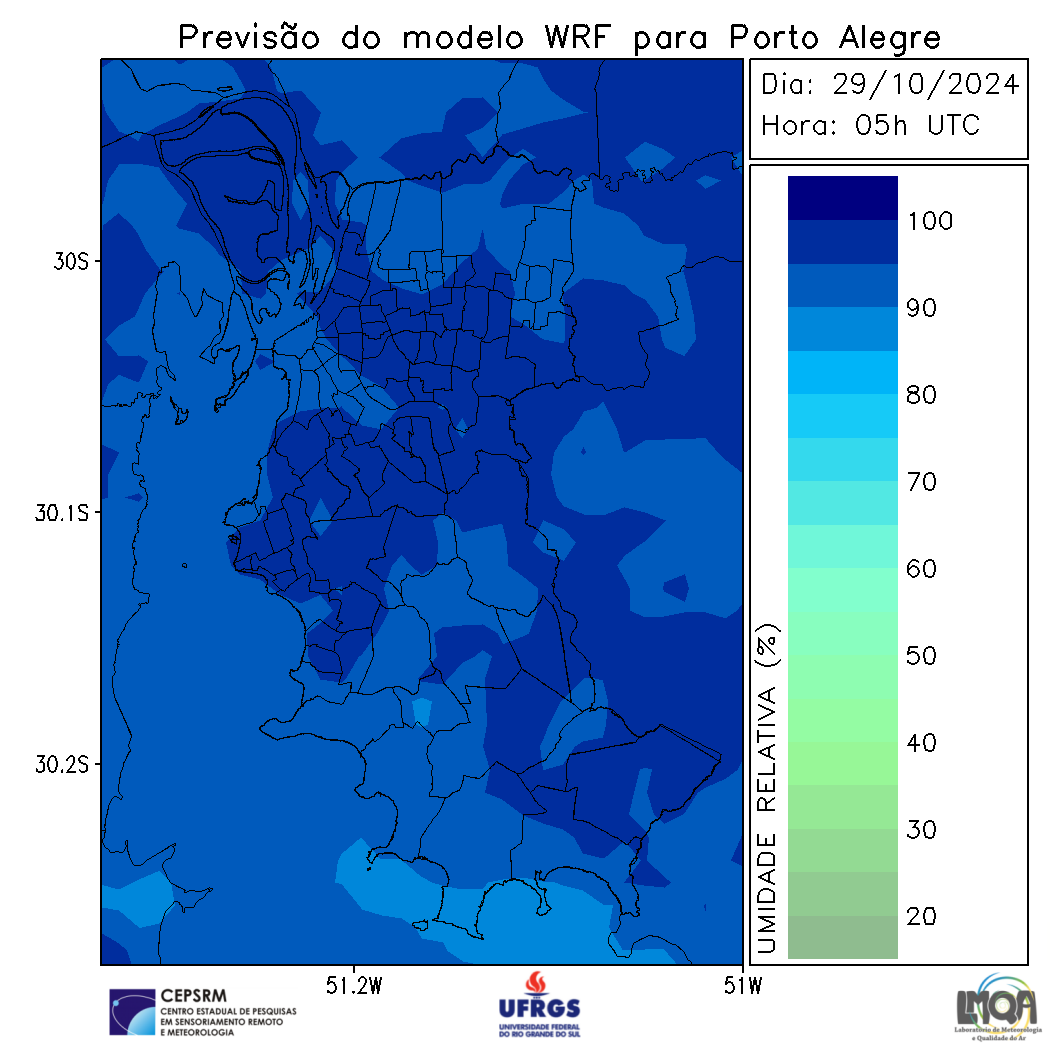 Previsão do modelo WRF para Porto Alegre
Dia: 29/10/2024
Hora: 05h UTC
30S
30.1S
30.2S
51.2W
51W
UMIDADE RELATIVA (%)
100
90
80
70
60
50
40
30
20
CEPSRM
CENTRO ESTADUAL DE PESQUISAS
EM SENSORIAMENTO REMOTO
E METEOROLOGIA
UFRGS
UNIVERSIDADE FEDERAL
DO RIO GRANDE DO SUL
LMQA
Laboratório de Meteorologia
e Qualidade do Ar